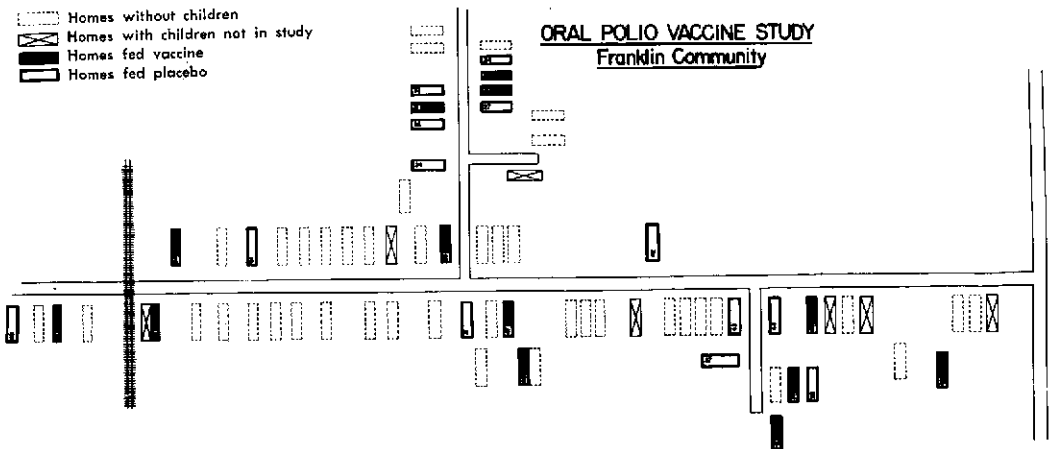 Homes without children
Homes with children not in study
Homes fed vaccine
Homes fed placebo
ORAL POLIO VACCINE STUDY
Franklin Community